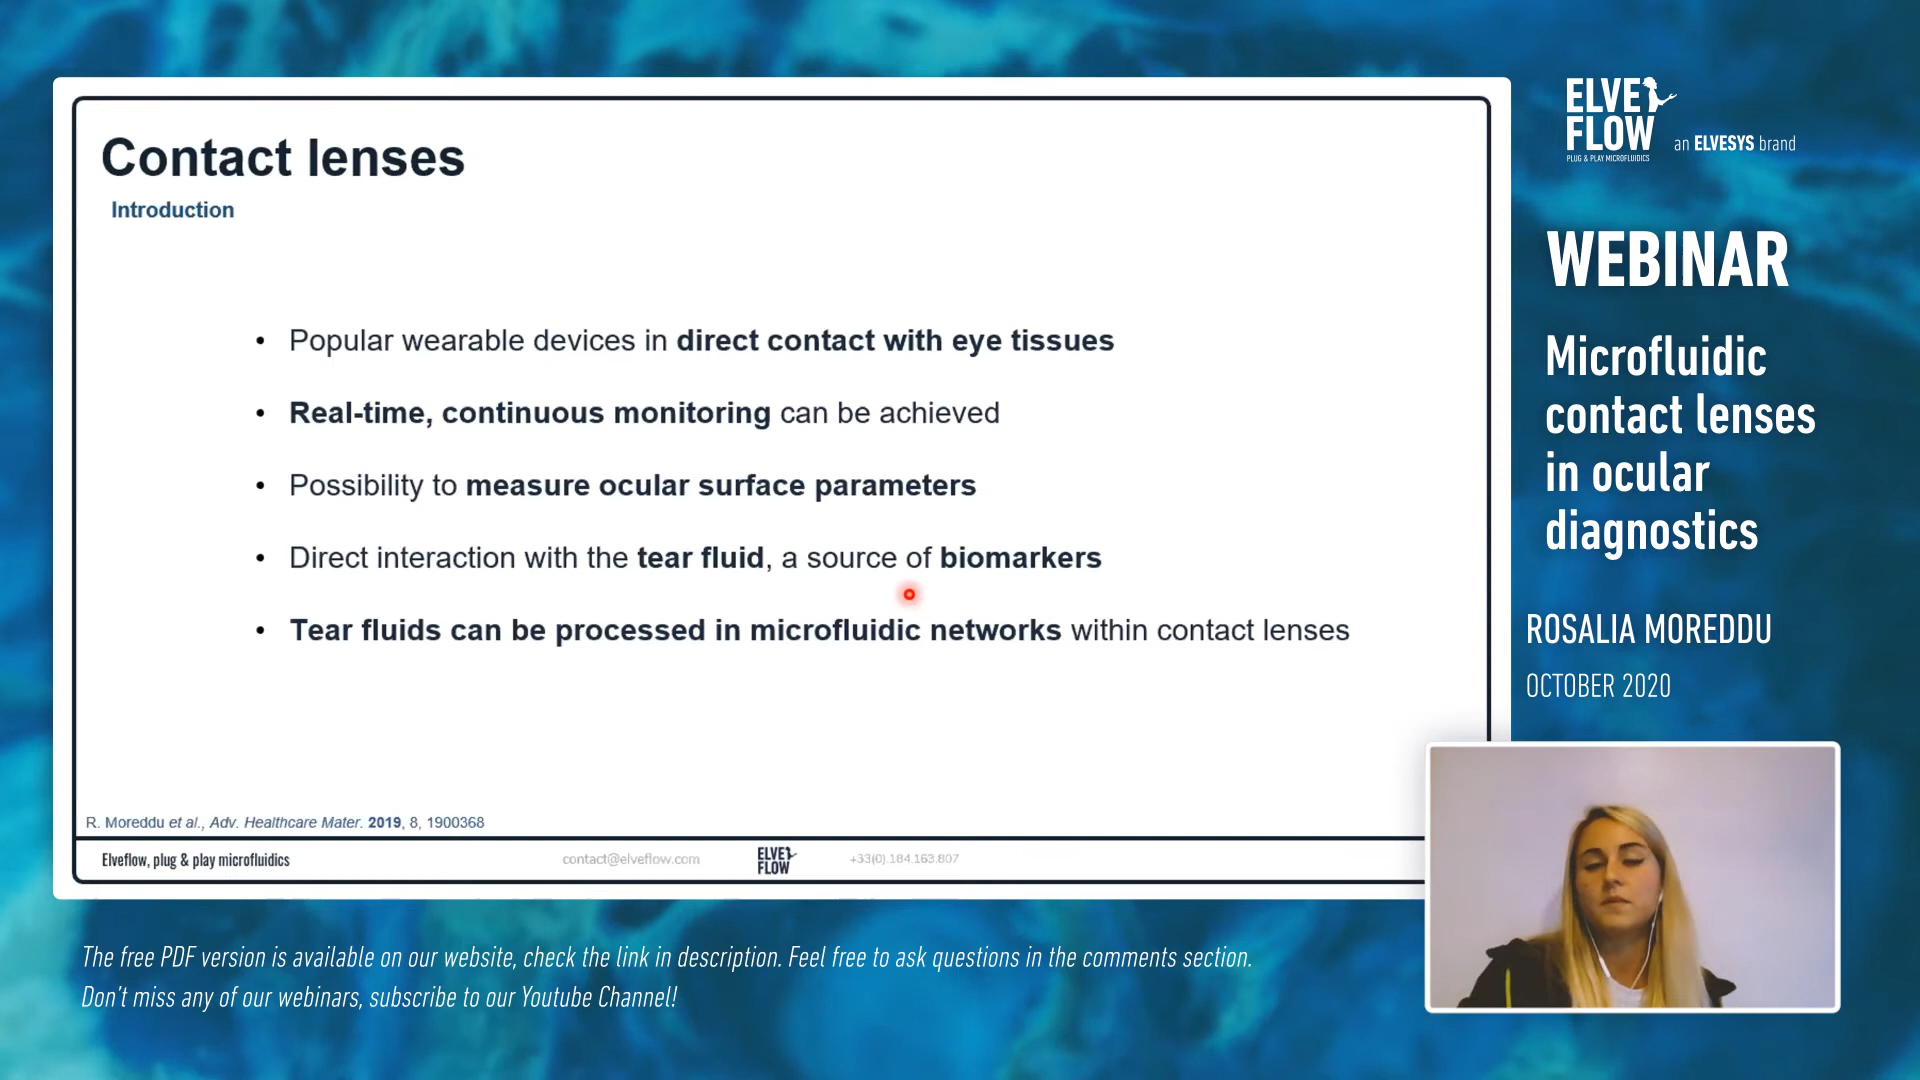 Contact lenses
Introduction
• Popular wearable devices in direct contact with eye tissues
• Real-time, continuous monitoring can be achieved
• Possibility to measure ocular surface parameters
• Direct interaction with the tear fluid, a source of biomarkers
• Tear fluids can be processed in microfluidic networks within contact lenses
R. Moreddu et al., Adv. Healthcare Mater. 2019, 8, 1900368
Elveflow, plug & play microfluidics
contact@elveflow.com
ELVE
FLOW
+33(0).184.163.807
ELVE
FLOW
PLUG & PLAY MICROFLUIDICS
an ELVESYS brand
WEBINAR
Microfluidic
contact lenses
in ocular
diagnostics
ROSALIA MOREDDU
OCTOBER 2020
The free PDF version is available on our website, check the link in description. Feel free to ask questions in the comments section.
Don't miss any of our webinars, subscribe to our Youtube Channel!